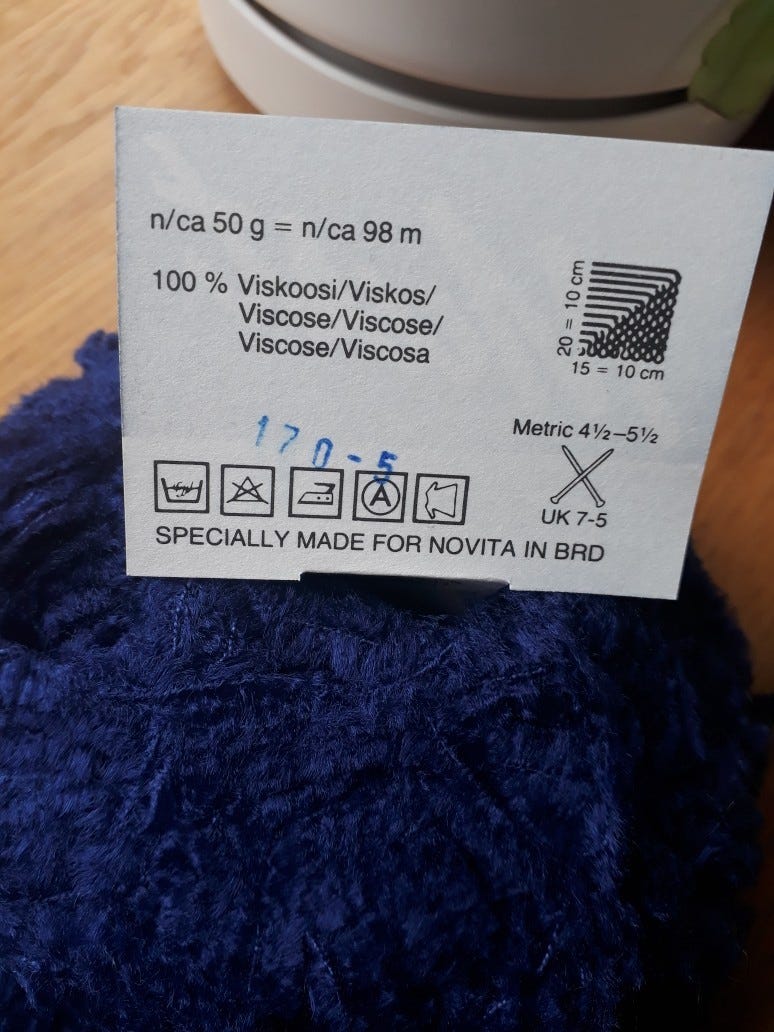 n/ca 50 g = n/ca 98 m
100 % Viskoosi/Viskos/
Viscose/Viscose/
Viscose/Viscosa
20 = 10 cm
15 = 10 cm
170-5
Metric 4½–5½
A
UK 7-5
SPECIALLY MADE FOR NOVITA IN BRD